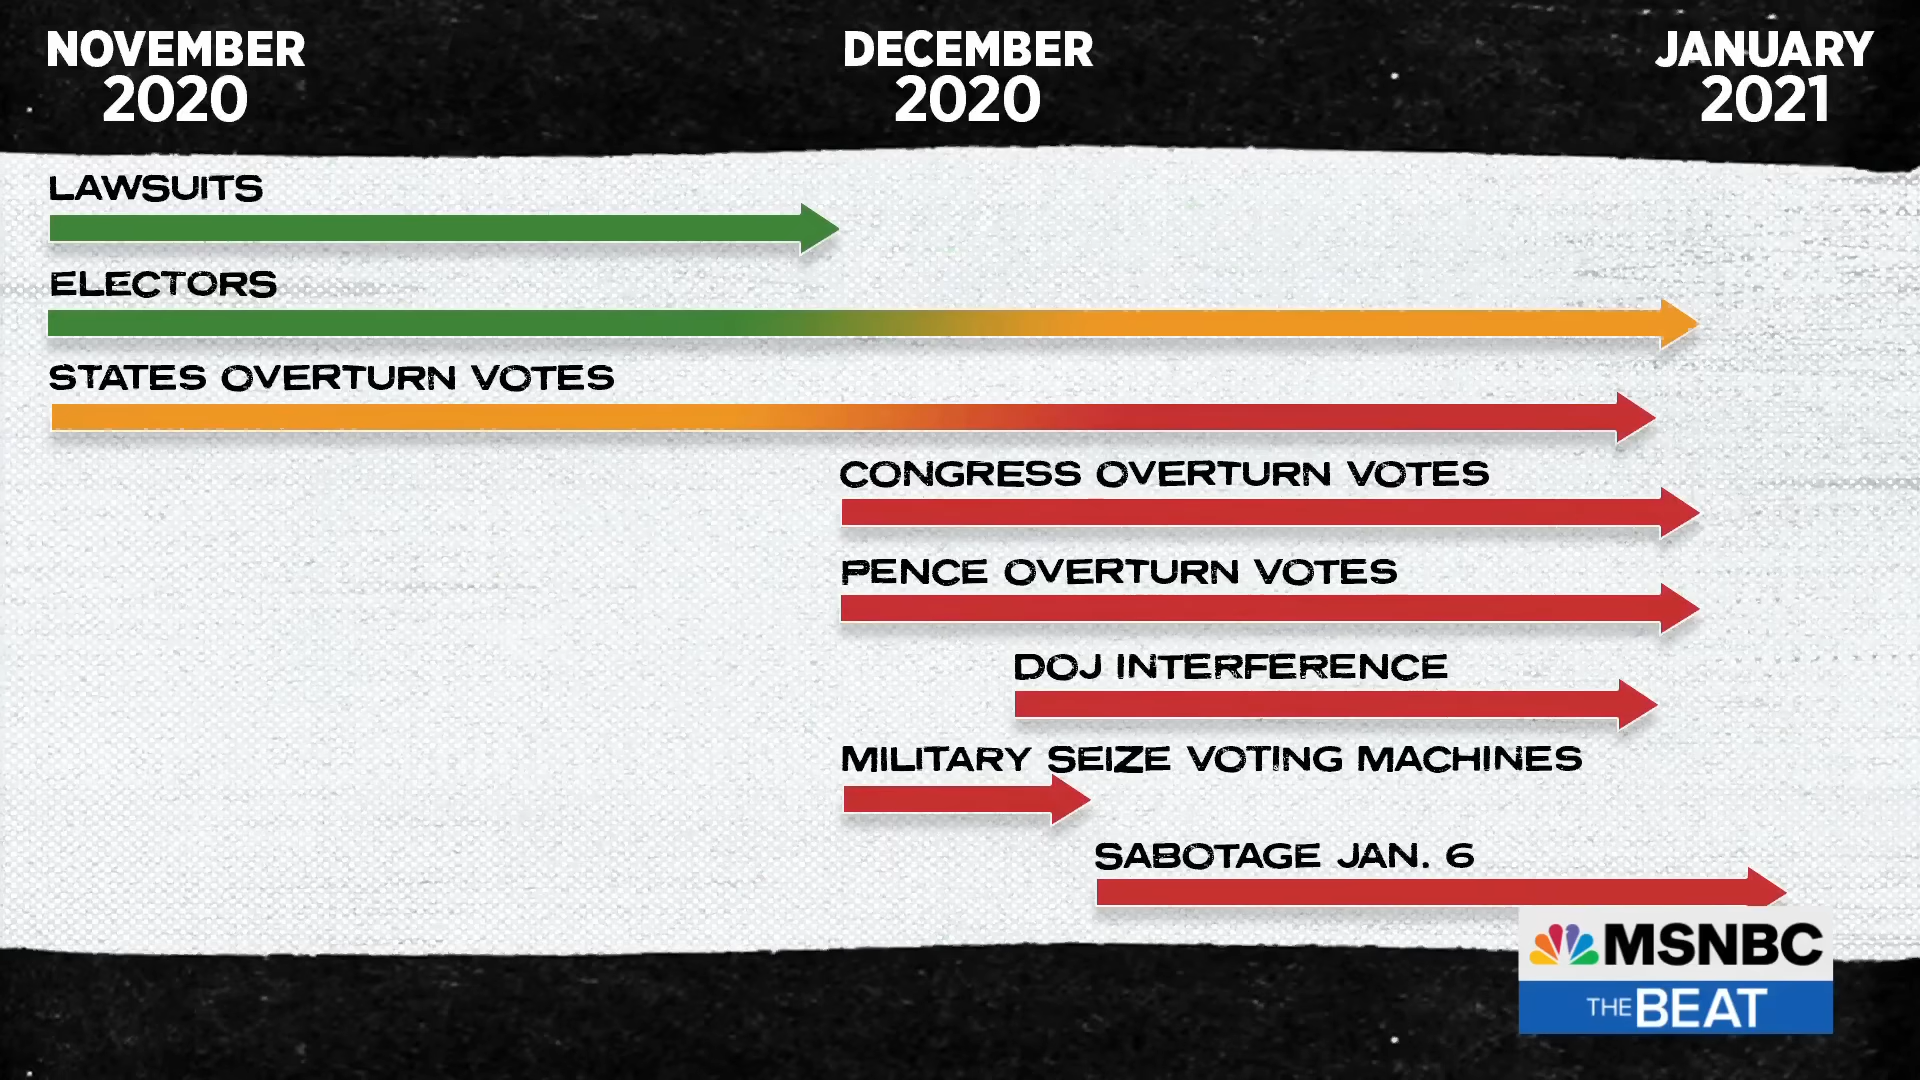 NOVEMBER
2020
DECEMBER
2020
JANUARY
2021
LAWSUITS
ELECTORS
STATES OVERTURN VOTES
CONGRESS OVERTURN VOTES
PENCE OVERTURN VOTES
DOJ INTERFERENCE
MILITARY SEIZE VOTING MACHINES
SABOTAGE JAN. 6
MSNBC
THE BEAT